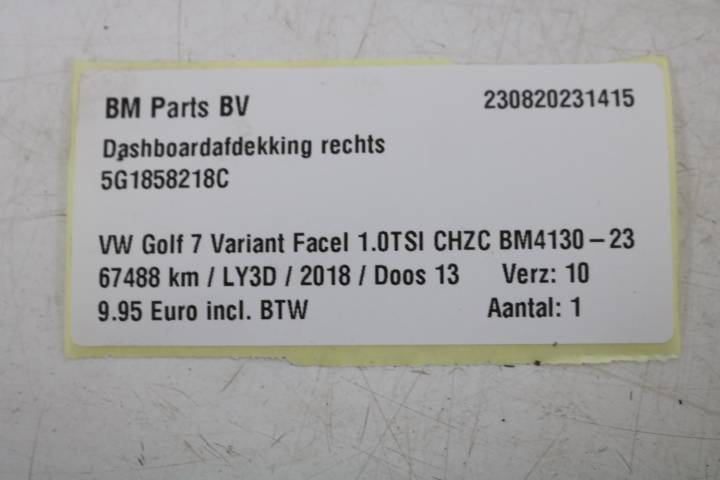 BM Parts BV 230820231415
Dashboardafdekking rechts
5G1858218C
VW Golf 7 Variant Facel 1.0TSI CHZC BM4130-23
67488 km / LY3D / 2018 / Doos 13 Verz: 10
9.95 Euro incl. BTW Aantal: 1